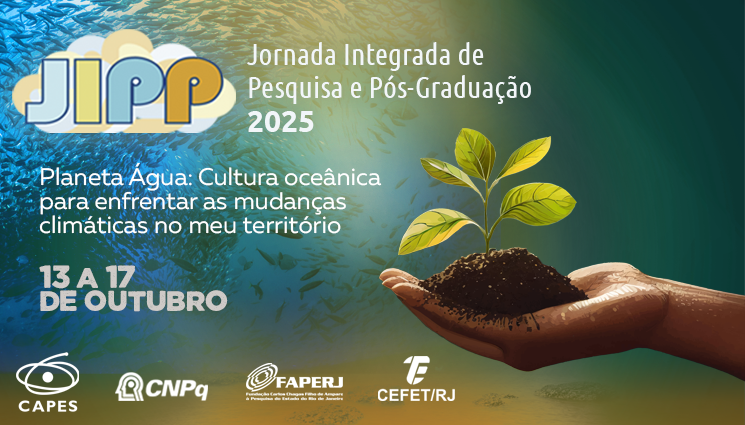 JIPP
Jornada Integrada de
Pesquisa e Pós-Graduação
2025
Planeta Água: Cultura oceânica
para enfrentar as mudanças
climáticas no meu território
13 A 17
DE OUTUBRO
CAPES
CNPq
FAPERJ
Fundação Carlos Chagas Filho de Amparo
à Pesquisa do Estado do Rio de Janeiro
CEFET/RJ